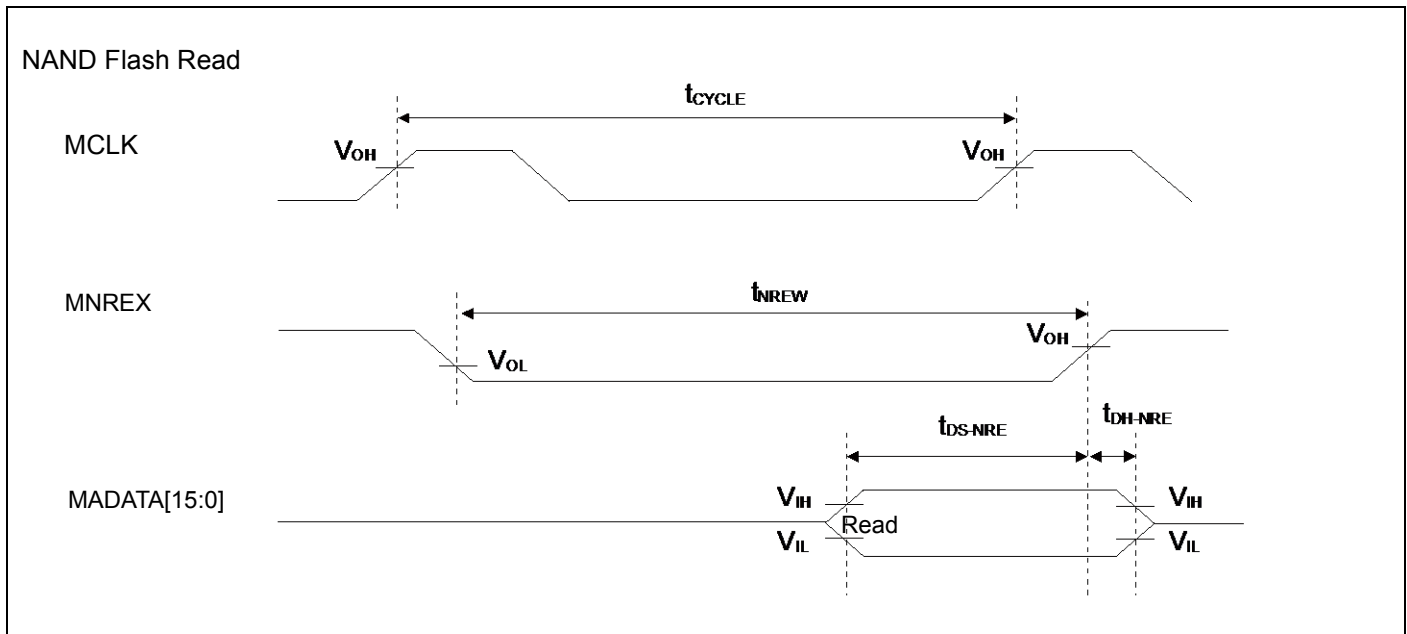 NAND Flash Read
tCYCLE
MCLK
VOH
VOH
MNREX
tNREW
VOH
VOL
tDS-NRE
tDH-NRE
MADATA[15:0]
VIH
VIH
Read
VIL
VIL